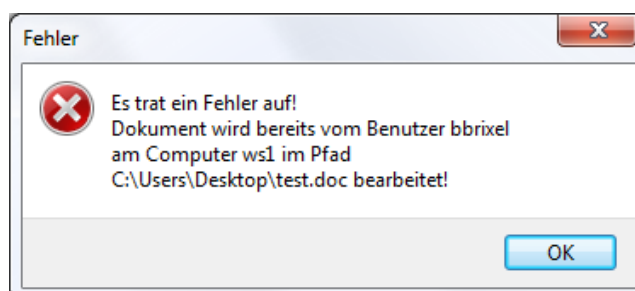 Fehler
Es trat ein Fehler auf!
Dokument wird bereits vom Benutzer bbrixel
am Computer ws1 im Pfad
C:\Users\Desktop\test.doc bearbeitet!
OK